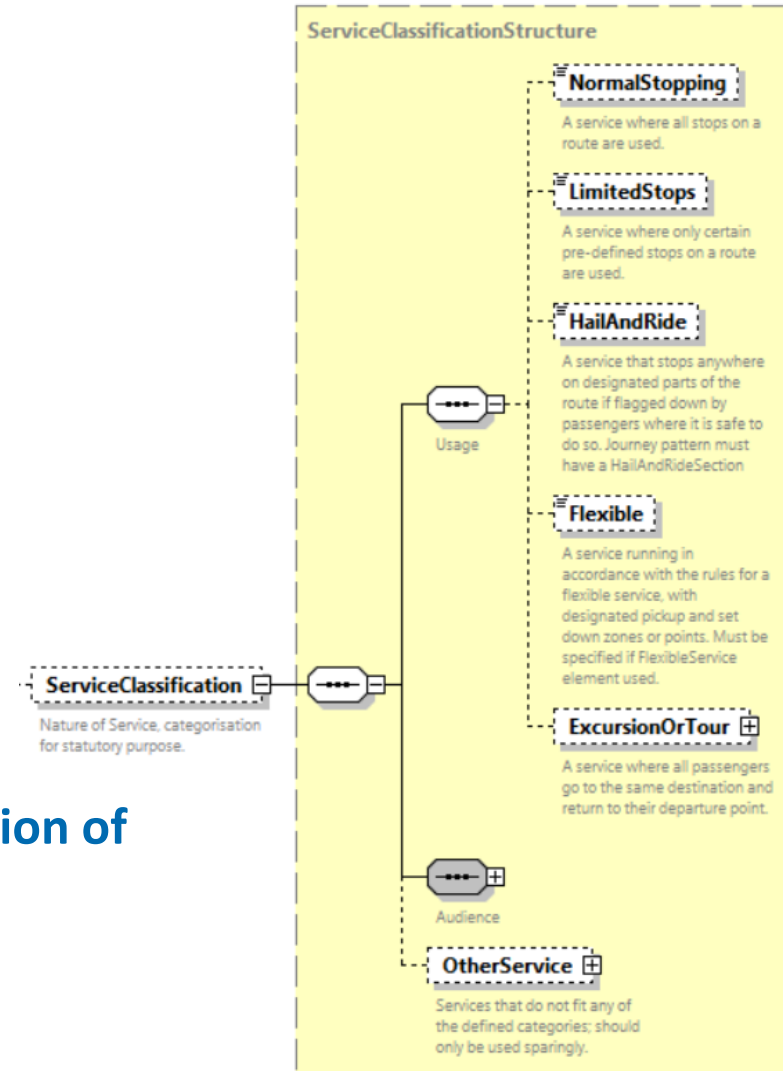 ServiceClassificationStructure
NormalStopping
A service where all stops on a
route are used.
LimitedStops
A service where only certain
pre-defined stops on a route
are used.
HailAndRide
A service that stops anywhere
on designated parts of the
route if flagged down by
passengers where it is safe to
do so. Journey pattern must
have a HailAndRideSection
Usage
Flexible
A service running in
accordance with the rules for a
flexible service, with
designated pickup and set
down zones or points. Must be
specified if FlexibleService
element used.
ServiceClassification
Nature of Service, categorisation
for statutory purpose.
ExcursionOrTour
A service where all passengers
go to the same destination and
return to their departure point.
ion of
Audience
OtherService
Services that do not fit any of
the defined categories; should
only be used sparingly.